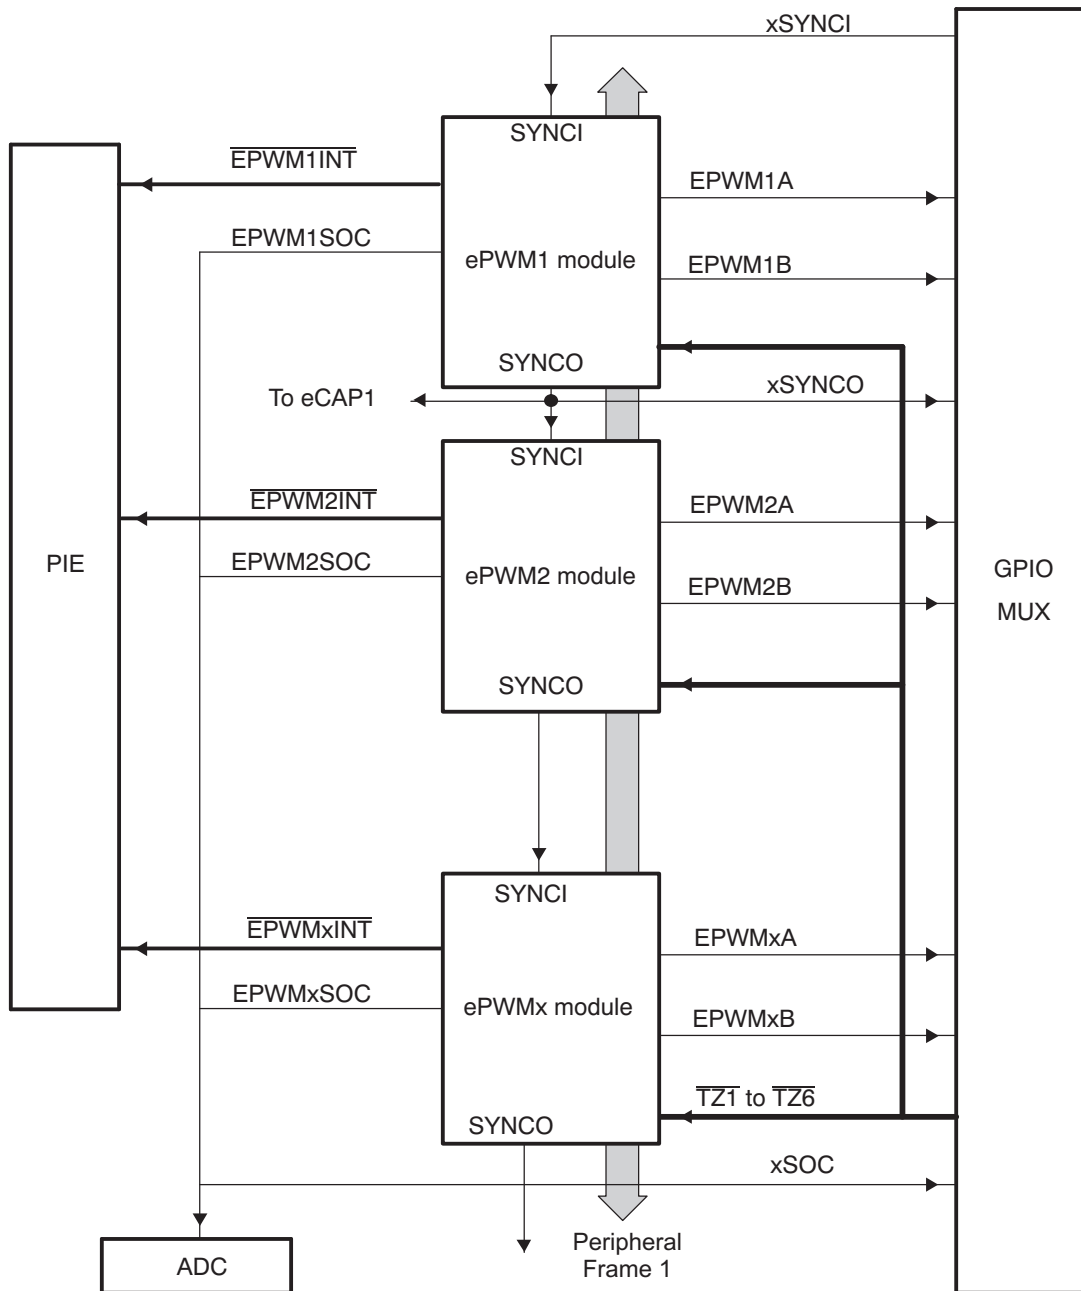 xSYNCI
SYNCI
EPWM1INT
EPWM1A
EPWM1SOC
ePWM1 module
EPWM1B
SYNCO
To eCAP1
xSYNCO
SYNCI
EPWM2INT
EPWM2A
PIE
EPWM2SOC
ePWM2 module
EPWM2B
GPIO
MUX
SYNCO
SYNCI
EPWMxINT
EPWMxA
EPWMxSOC
ePWMx module
EPWMxB
TZ1 to TZ6
SYNCO
xSOC
Peripheral
Frame 1
ADC